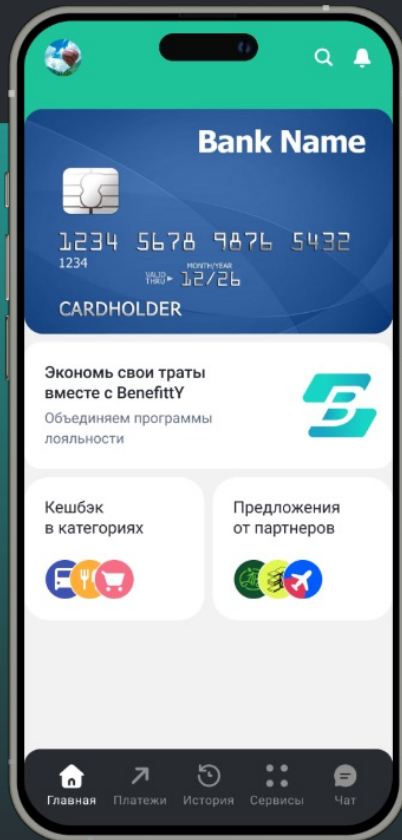 Bank Name
1234 5678 9876 5432
1234
MONTH/YEAR
VALID THRU ► 12/26
CARDHOLDER
Экономь свои траты
вместе с BenefittY
Объединяем программы
лояльности
Кешбэк
в категориях
Предложения
от партнеров
Главная Платежи История Сервисы Чат